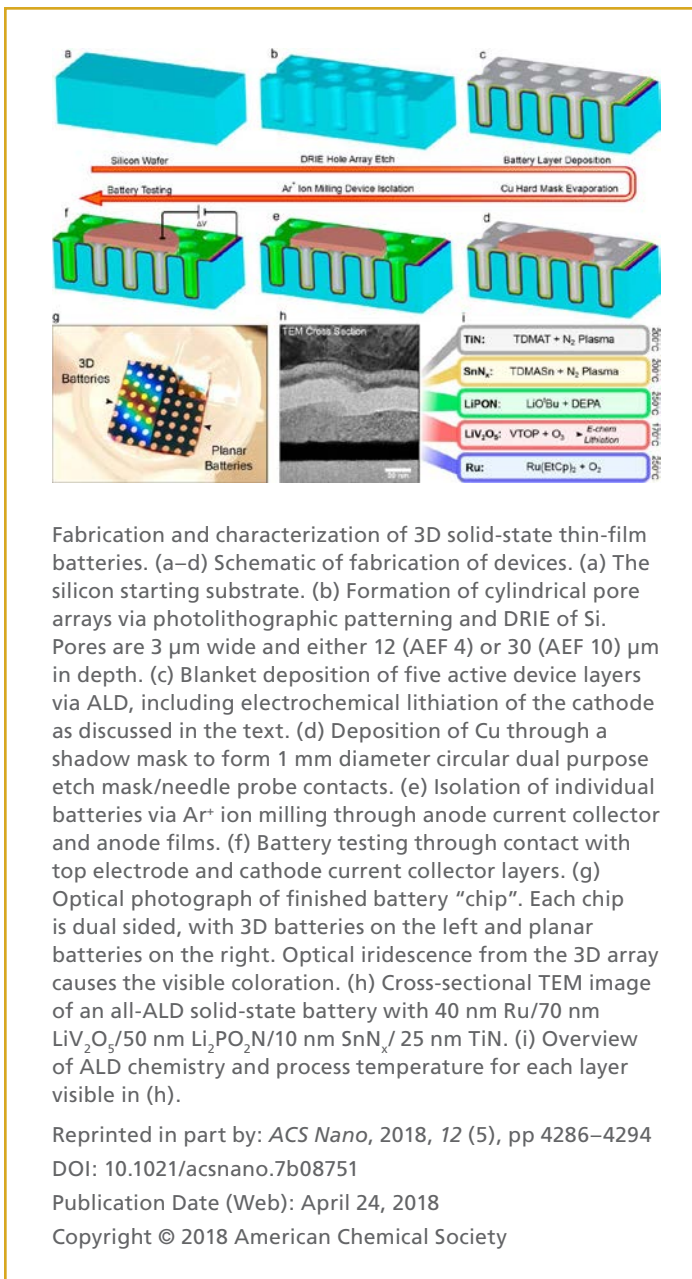 a
b
c
Silicon Wafer
DRIE Hole Array Etch
Battery Layer Deposition
Battery Testing
Ar⁺ Ion Milling Device Isolation
Cu Hard Mask Evaporation
f
ΔV
e
d
g
3D
Batteries
Planar
Batteries
h
TEM Cross Section
i
TiN: TDMAT + N₂ Plasma 200°C
SnNₓ: TDMASn + N₂ Plasma 200°C
LiPON: LiOᵗBu + DEPA 250°C
LiV₂O₅: VTOP + O₃ ➤ E-chem Lithiation 170°C
Ru: Ru(EtCp)₂ + O₂ 250°C
Fabrication and characterization of 3D solid-state thin-film
batteries. (a–d) Schematic of fabrication of devices. (a) The
silicon starting substrate. (b) Formation of cylindrical pore
arrays via photolithographic patterning and DRIE of Si.
Pores are 3 µm wide and either 12 (AEF 4) or 30 (AEF 10) µm
in depth. (c) Blanket deposition of five active device layers
via ALD, including electrochemical lithiation of the cathode
as discussed in the text. (d) Deposition of Cu through a
shadow mask to form 1 mm diameter circular dual purpose
etch mask/needle probe contacts. (e) Isolation of individual
batteries via Ar⁺ ion milling through anode current collector
and anode films. (f) Battery testing through contact with
top electrode and cathode current collector layers. (g)
Optical photograph of finished battery “chip”. Each chip
is dual sided, with 3D batteries on the left and planar
batteries on the right. Optical iridescence from the 3D array
causes the visible coloration. (h) Cross-sectional TEM image
of an all-ALD solid-state battery with 40 nm Ru/70 nm
LiV₂O₅/50 nm Li₂PO₂N/10 nm SnNₓ/ 25 nm TiN. (i) Overview
of ALD chemistry and process temperature for each layer
visible in (h).
Reprinted in part by: ACS Nano, 2018, 12 (5), pp 4286–4294
DOI: 10.1021/acsnano.7b08751
Publication Date (Web): April 24, 2018
Copyright © 2018 American Chemical Society